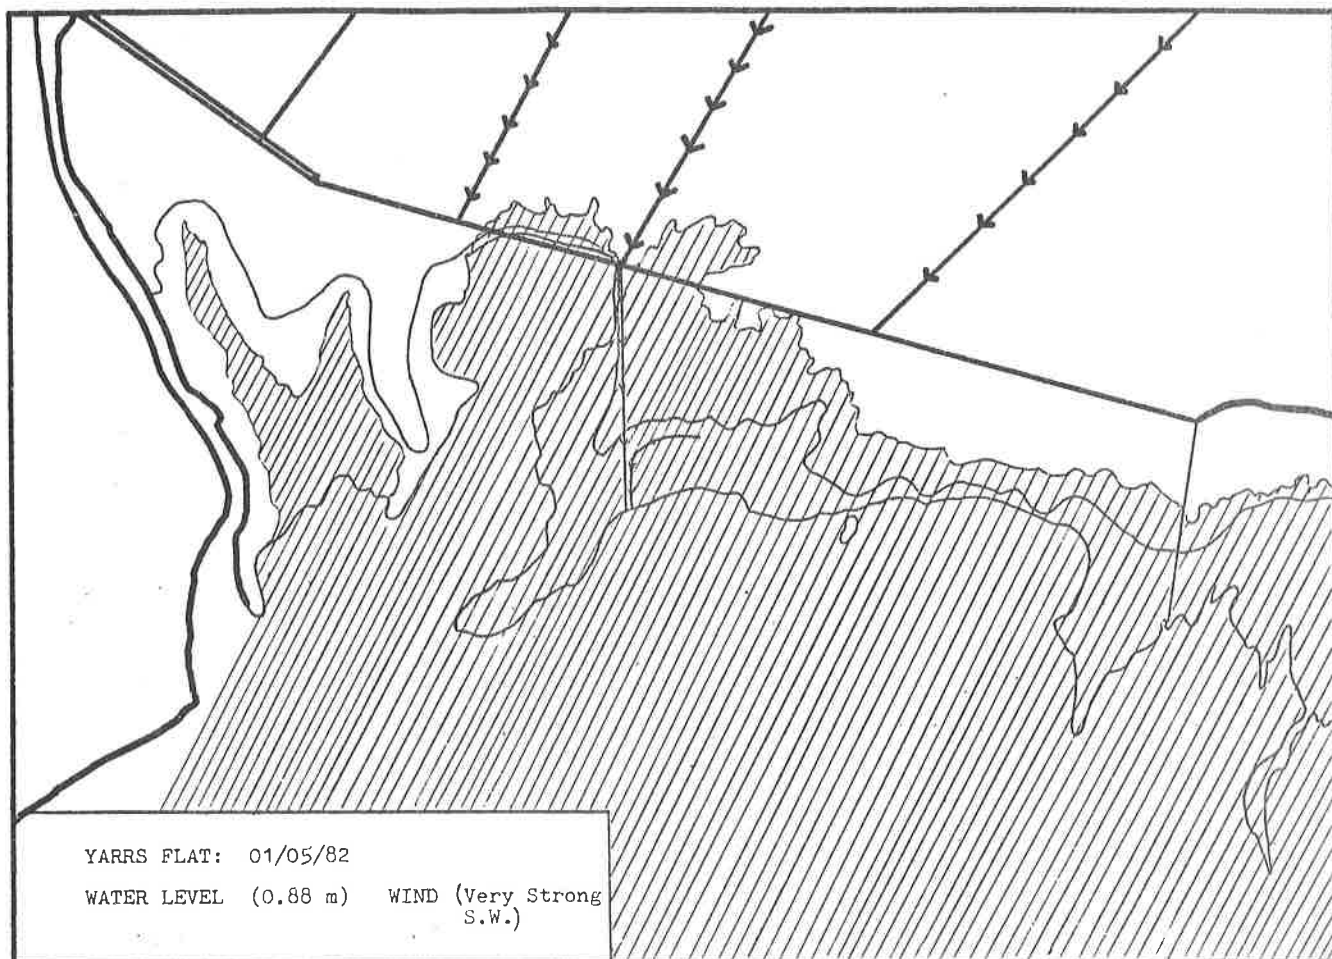 YARRS FLAT: 01/05/82
WATER LEVEL (0.88 m) WIND (Very Strong
S.W.)